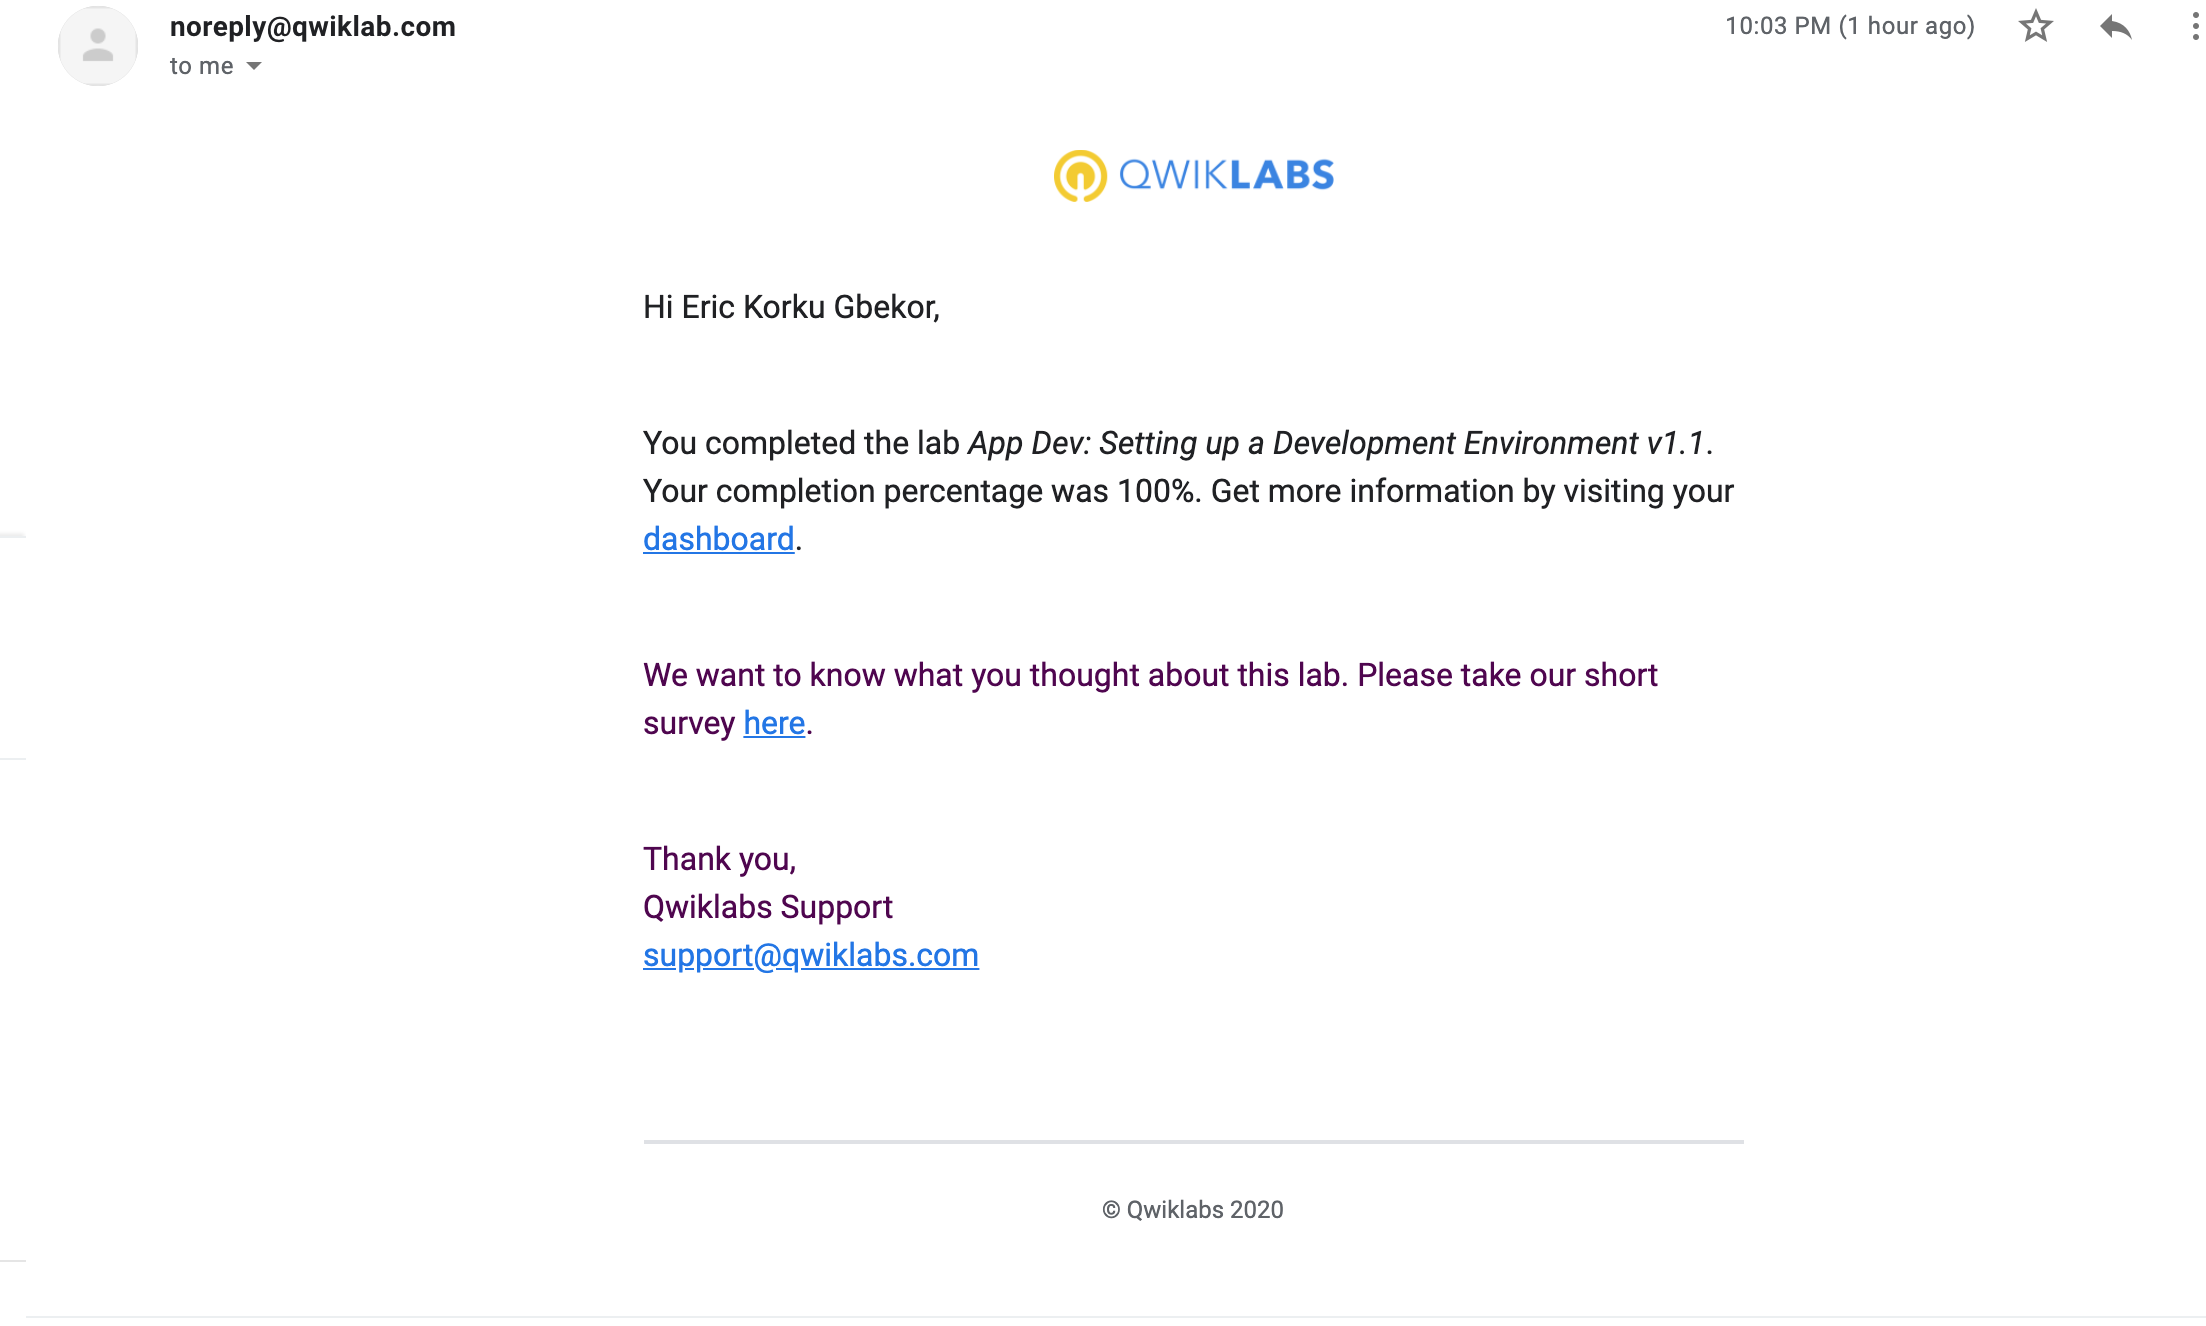 noreply@qwiklab.com
10:03 PM (1 hour ago)
to me
QWIKLABS
Hi Eric Korku Gbekor,
You completed the lab App Dev: Setting up a Development Environment v1.1.
Your completion percentage was 100%. Get more information by visiting your
dashboard.
We want to know what you thought about this lab. Please take our short
survey here.
Thank you,
Qwiklabs Support
support@qwiklabs.com
© Qwiklabs 2020